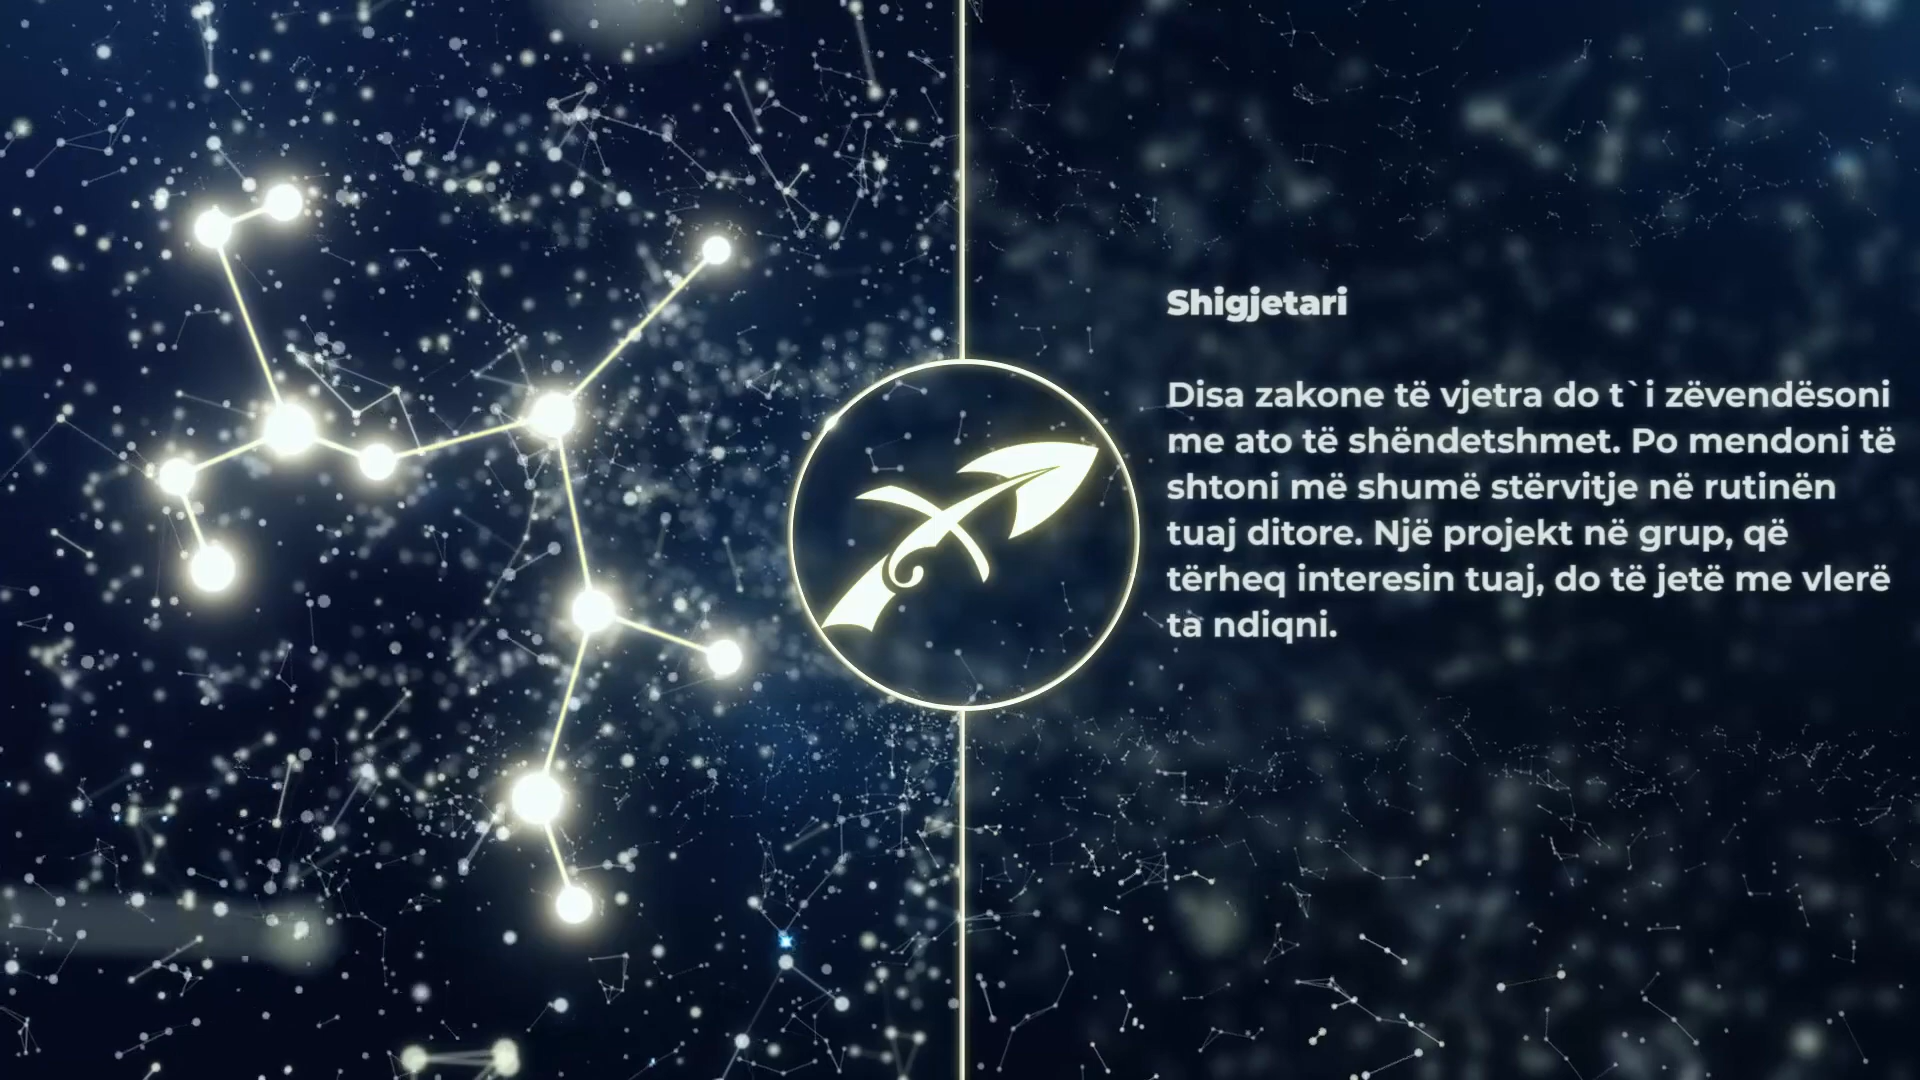 Shigjetari
Disa zakone të vjetra do t`i zëvendësoni
me ato të shëndetshmet. Po mendoni të
shtoni më shumë stërvitje në rutinën
tuaj ditore. Një projekt në grup, që
tërheq interesin tuaj, do të jetë me vlerë
ta ndiqni.